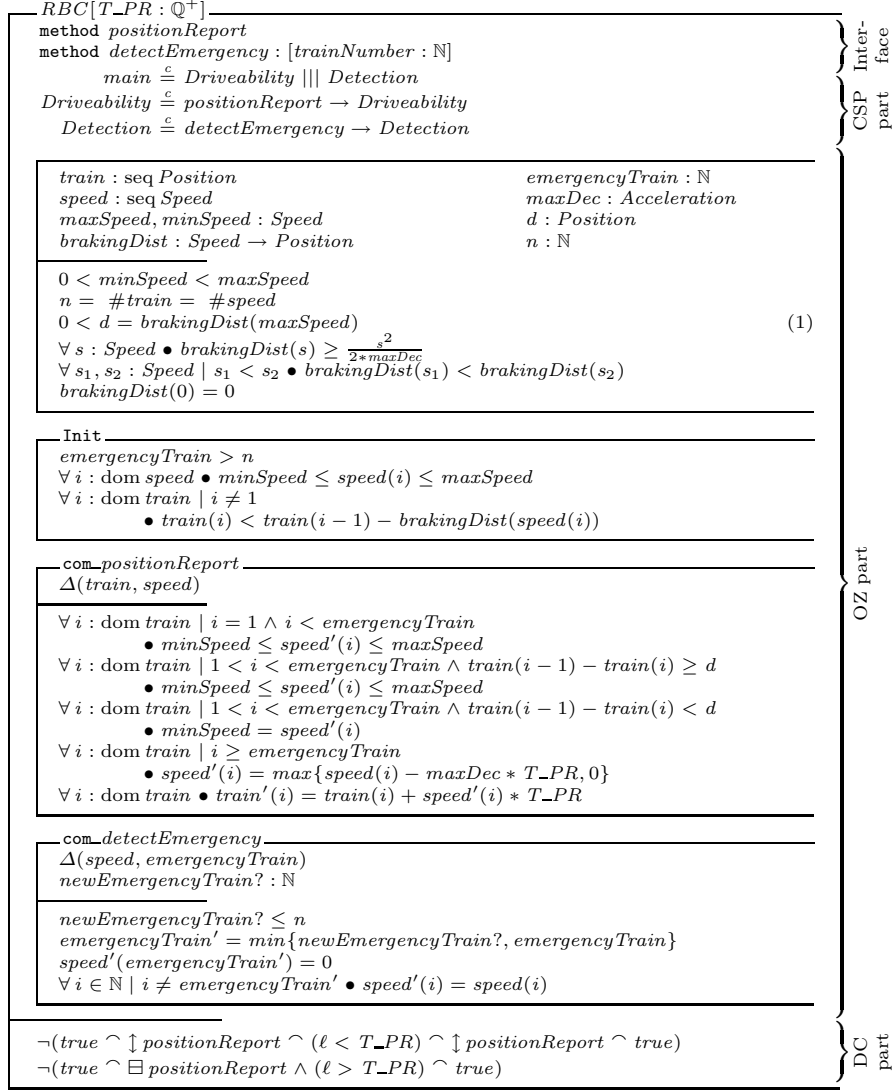 RBC[T_PR : ℚ⁺]
method positionReport
method detectEmergency : [trainNumber : ℕ]
Inter-
face
main ≝ᶜ Driveability ||| Detection
Driveability ≝ᶜ positionReport → Driveability
Detection ≝ᶜ detectEmergency → Detection
CSP
part
train : seq Position emergencyTrain : ℕ
speed : seq Speed maxDec : Acceleration
maxSpeed, minSpeed : Speed d : Position
brakingDist : Speed → Position n : ℕ
0 < minSpeed < maxSpeed
n = #train = #speed
0 < d = brakingDist(maxSpeed) (1)
∀ s : Speed • brakingDist(s) ≥ s²/2∗maxDec
∀ s₁, s₂ : Speed | s₁ < s₂ • brakingDist(s₁) < brakingDist(s₂)
brakingDist(0) = 0
Init
emergencyTrain > n
∀ i : dom speed • minSpeed ≤ speed(i) ≤ maxSpeed
∀ i : dom train | i ≠ 1
• train(i) < train(i − 1) − brakingDist(speed(i))
com_positionReport
Δ(train, speed)
∀ i : dom train | i = 1 ∧ i < emergencyTrain
• minSpeed ≤ speed′(i) ≤ maxSpeed
∀ i : dom train | 1 < i < emergencyTrain ∧ train(i − 1) − train(i) ≥ d
• minSpeed ≤ speed′(i) ≤ maxSpeed
∀ i : dom train | 1 < i < emergencyTrain ∧ train(i − 1) − train(i) < d
• minSpeed = speed′(i)
∀ i : dom train | i ≥ emergencyTrain
• speed′(i) = max{speed(i) − maxDec ∗ T_PR, 0}
∀ i : dom train • train′(i) = train(i) + speed′(i) ∗ T_PR
OZ part
com_detectEmergency
Δ(speed, emergencyTrain)
newEmergencyTrain? : ℕ
newEmergencyTrain? ≤ n
emergencyTrain′ = min{newEmergencyTrain?, emergencyTrain}
speed′(emergencyTrain′) = 0
∀ i ∈ ℕ | i ≠ emergencyTrain′ • speed′(i) = speed(i)
¬(true ⌢ ↕ positionReport ⌢ (ℓ < T_PR) ⌢ ↕ positionReport ⌢ true)
¬(true ⌢ ⊟ positionReport ∧ (ℓ > T_PR) ⌢ true)
DC
part